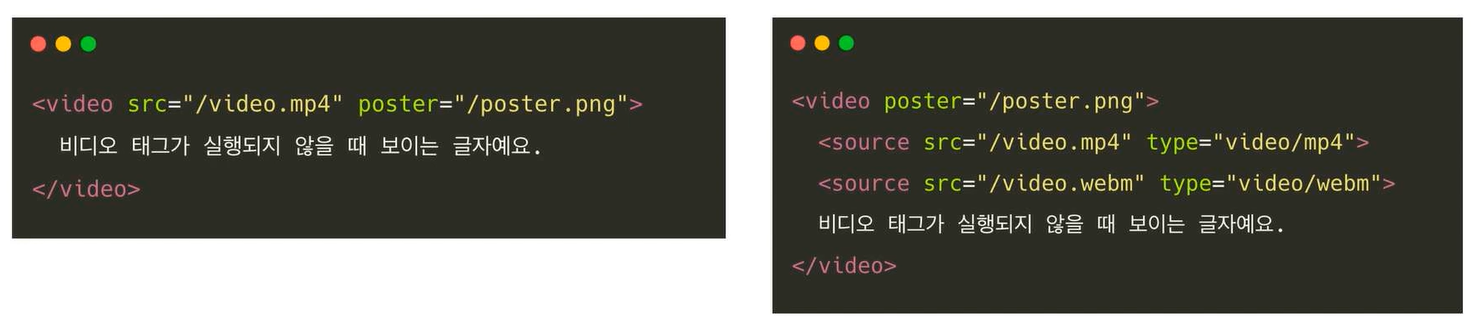 <video src="/video.mp4" poster="/poster.png">
비디오 태그가 실행되지 않을 때 보이는 글자예요.
</video>
<video poster="/poster.png">
<source src="/video.mp4" type="video/mp4">
<source src="/video.webm" type="video/webm">
비디오 태그가 실행되지 않을 때 보이는 글자예요.
</video>